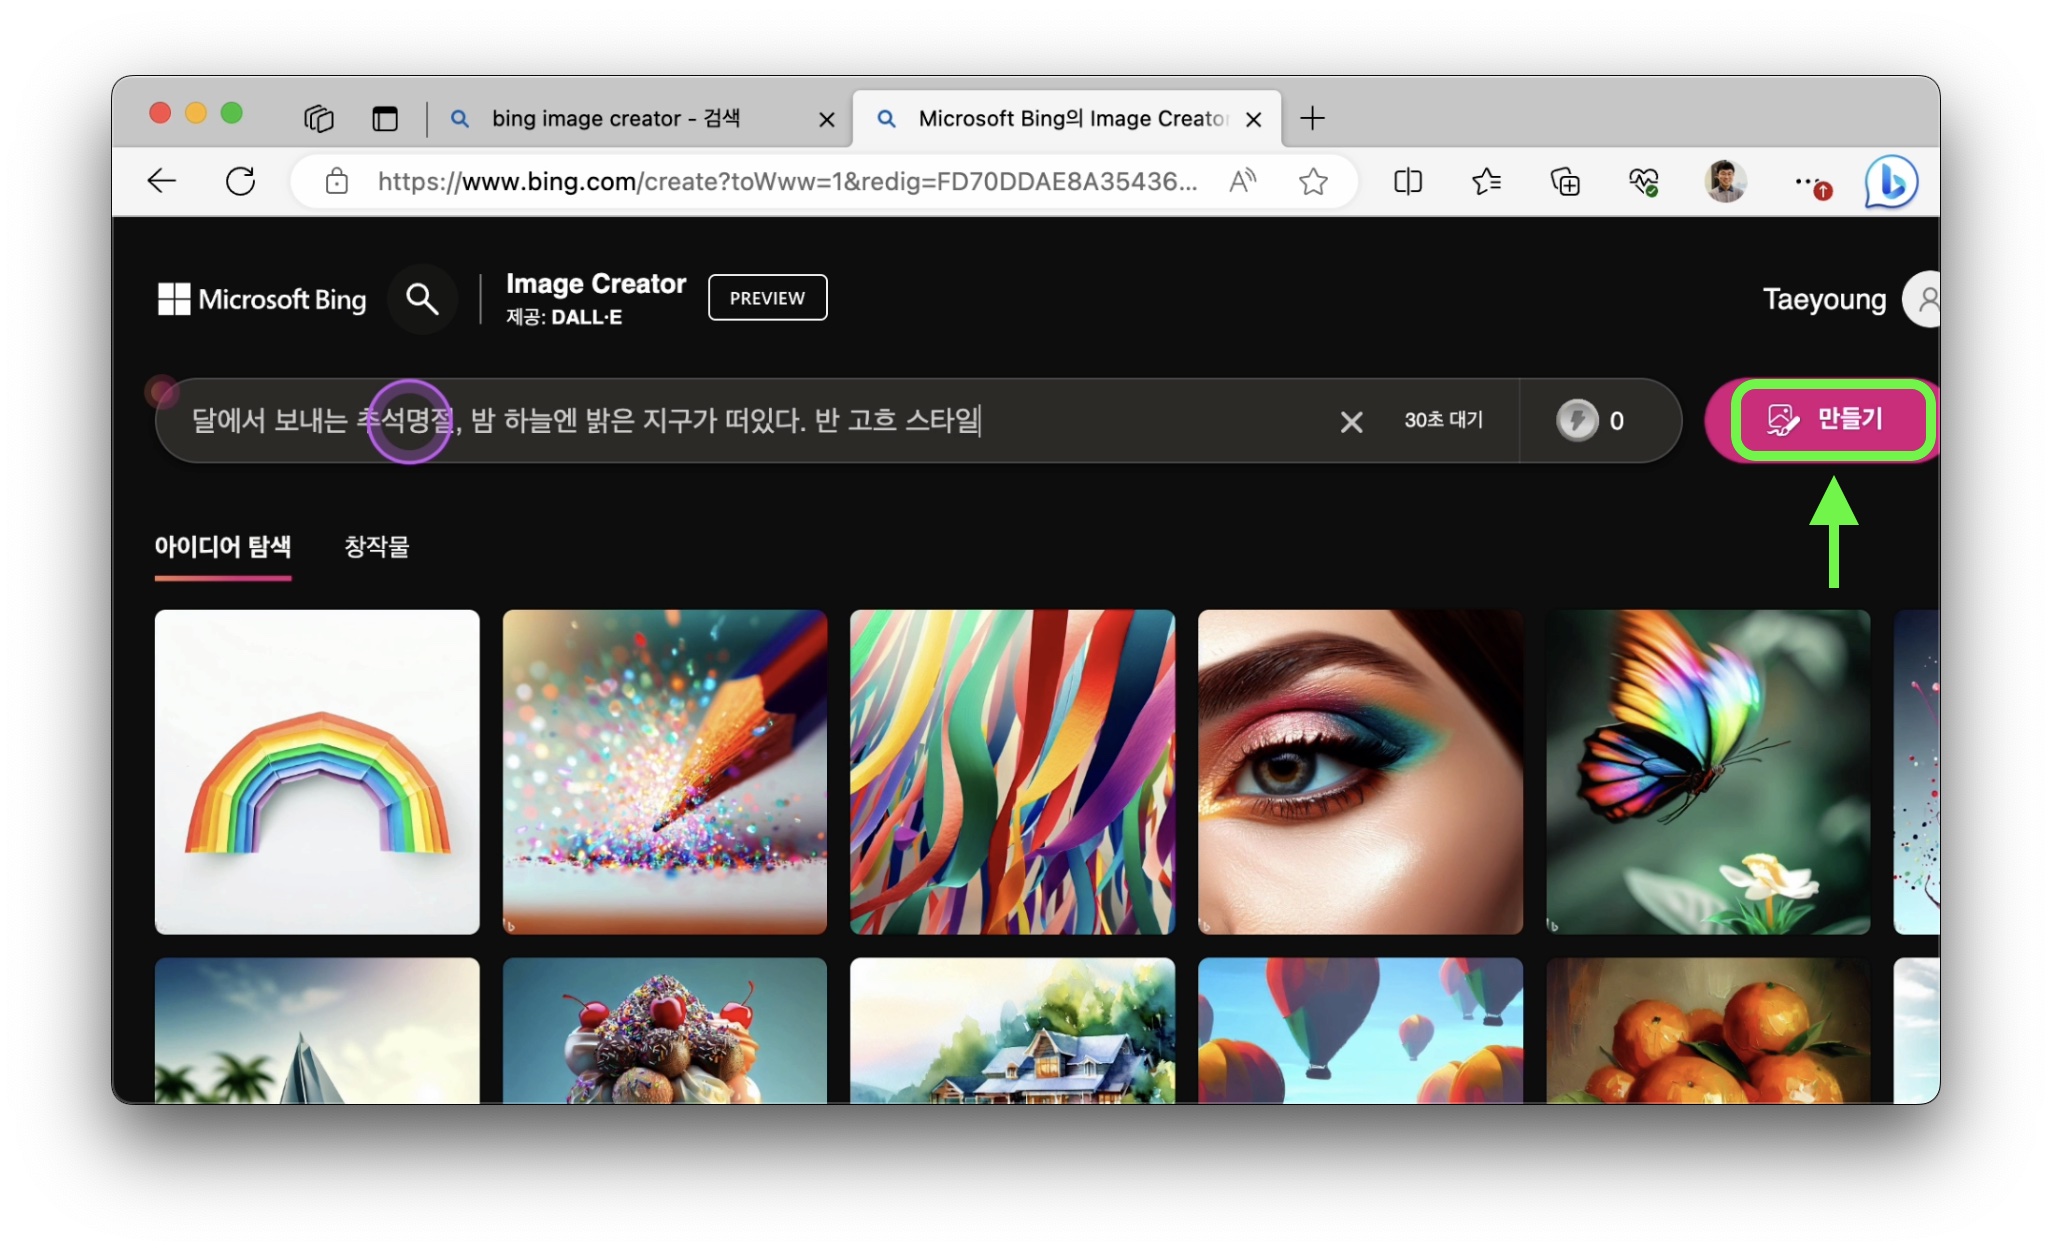 bing image creator - 검색
Microsoft Bing의 Image Creato
https://www.bing.com/create?toWww=1&redig=FD70DDAE8A35436...
Microsoft Bing
Image Creator
제공: DALL·E
PREVIEW
Taeyoung
달에서 보내는 추석명절, 밤 하늘엔 밝은 지구가 떠있다. 반 고흐 스타일
30초 대기
0
만들기
아이디어 탐색
창작물